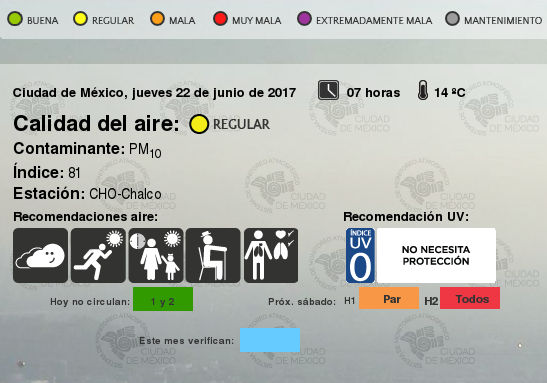 BUENA REGULAR MALA MUY MALA EXTREMADAMENTE MALA MANTENIMIENTO
Ciudad de México, jueves 22 de junio de 2017 07 horas 14 ºC
Calidad del aire: REGULAR
Contaminante: PM10
Índice: 81
Estación: CHO-Chalco
Recomendaciones aire: Recomendación UV:
ÍNDICE
UV
0
NO NECESITA
PROTECCIÓN
Hoy no circulan: 1 y 2 Próx. sábado: H1 Par H2 Todos
Este mes verifican:
CIUDAD
DE MÉXICO